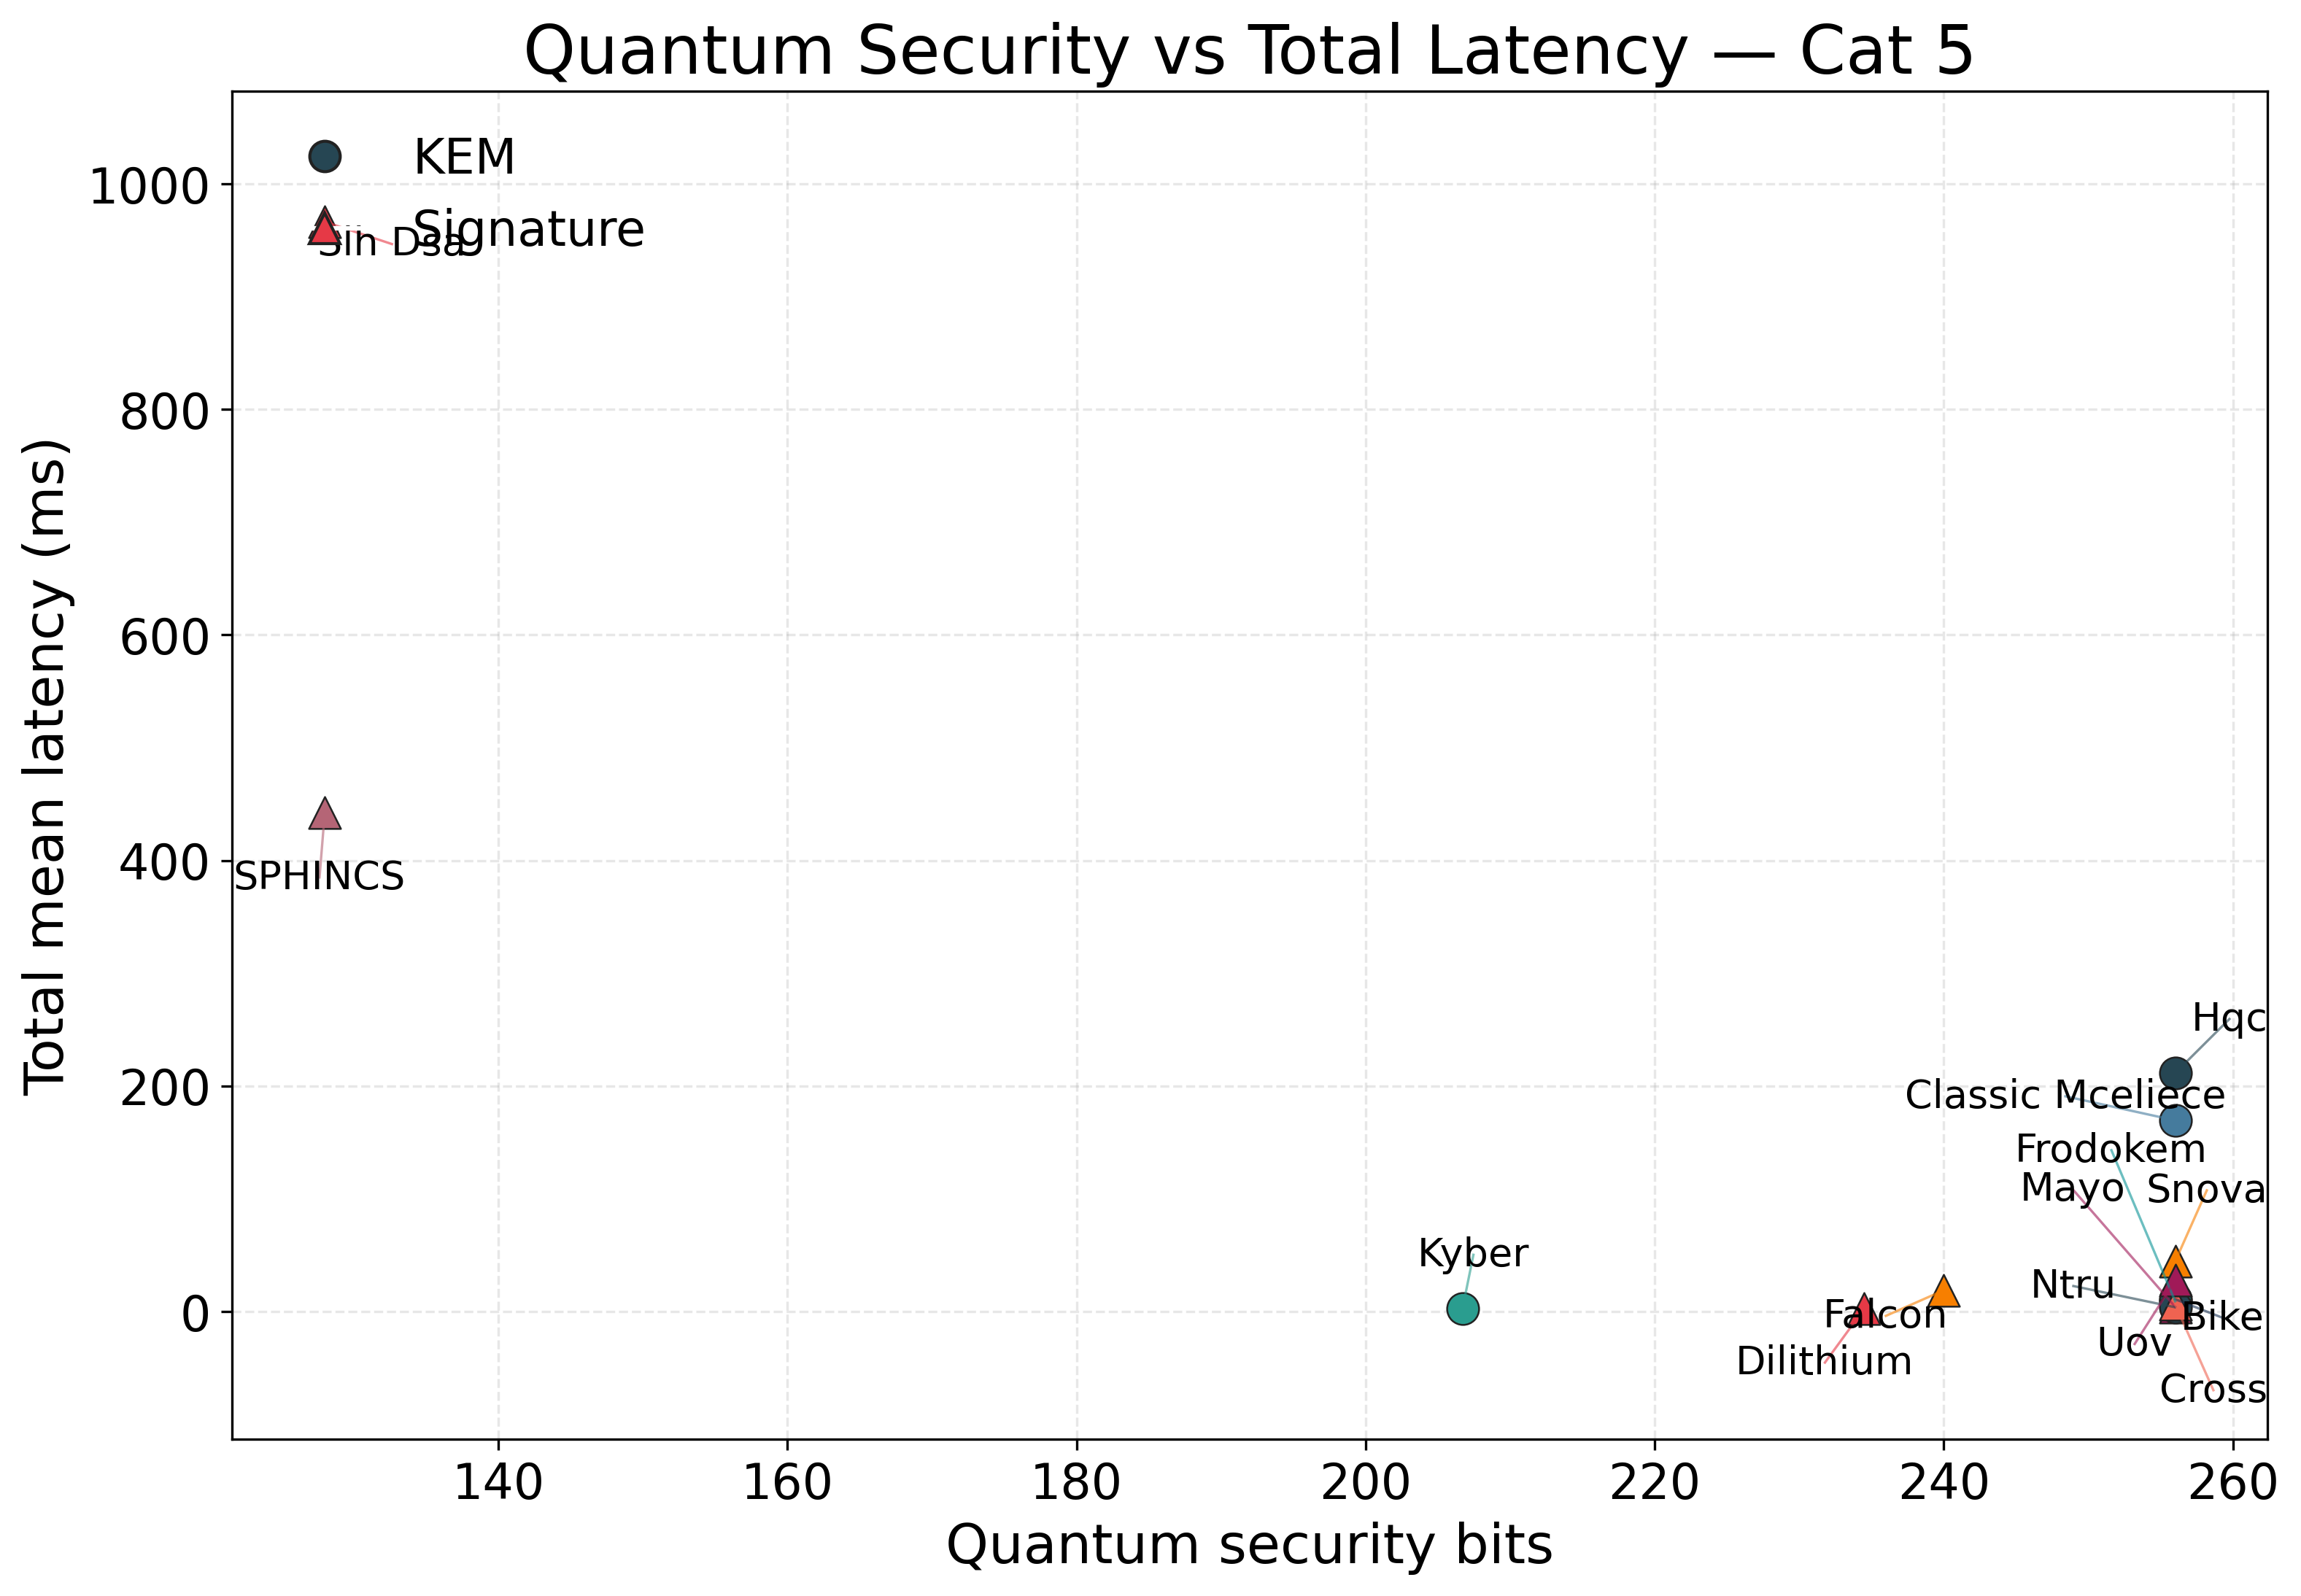 Quantum Security vs Total Latency — Cat 5
Total mean latency (ms)
1000
800
600
400
200
0
KEM
Signature
Slh Dsa
SPHINCS
Hqc
Classic Mceliece
Frodokem
Mayo
Snova
Kyber
Ntru
Falcon
Bike
Uov
Dilithium
Cross
140
160
180
200
220
240
260
Quantum security bits